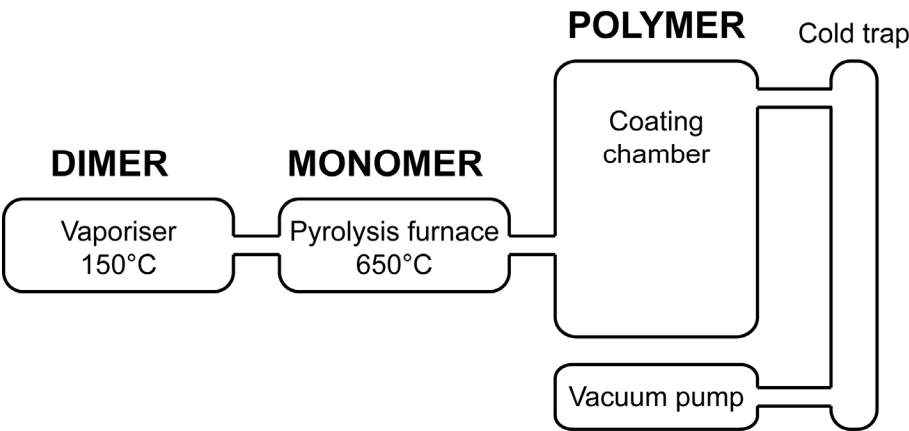 POLYMER
Cold trap
Coating
chamber
DIMER
MONOMER
Vaporiser
150°C
Pyrolysis furnace
650°C
Vacuum pump